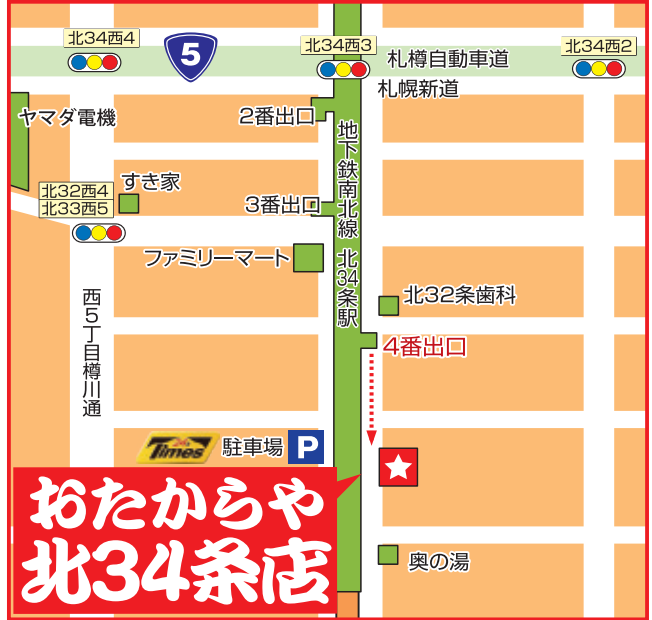 北34西4
5
北34西3
北34西2
札樽自動車道
札幌新道
ヤマダ電機
2番出口
地下鉄南北線 北34条駅
すき家
北32西4
北33西5
3番出口
ファミリーマート
北32条歯科
西5丁目樽川通
4番出口
Times
駐車場
P
おたからや
北34条店
奥の湯